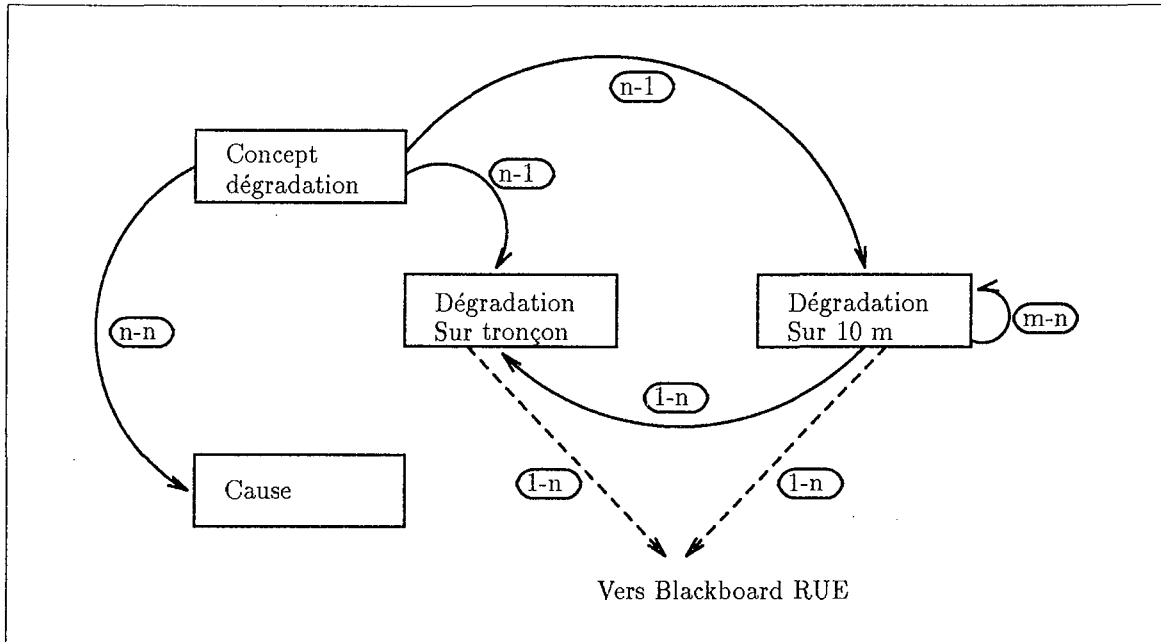 n-1
Concept
dégradation
n-1
Dégradation
Sur tronçon
Dégradation
Sur 10 m
m-n
n-n
1-n
Cause
1-n
1-n
Vers Blackboard RUE